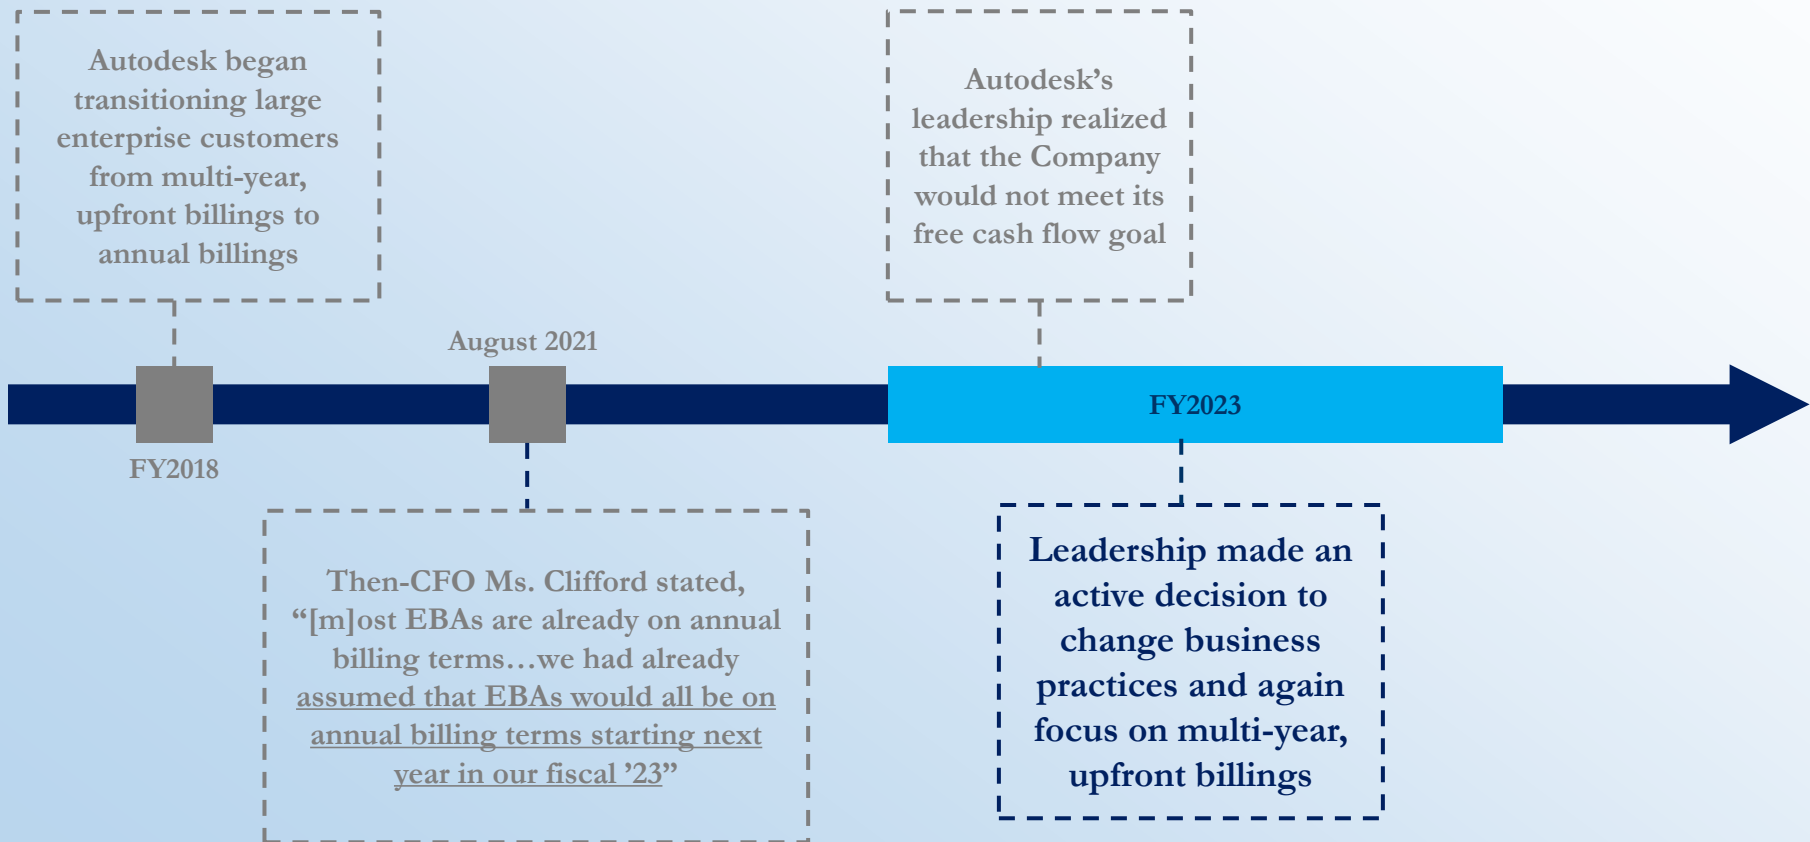 Autodesk began
transitioning large
enterprise customers
from multi-year,
upfront billings to
annual billings
Autodesk’s
leadership realized
that the Company
would not meet its
free cash flow goal
August 2021
FY2023
FY2018
Then-CFO Ms. Clifford stated,
“[m]ost EBAs are already on annual
billing terms…we had already
assumed that EBAs would all be on
annual billing terms starting next
year in our fiscal ’23”
Leadership made an
active decision to
change business
practices and again
focus on multi-year,
upfront billings